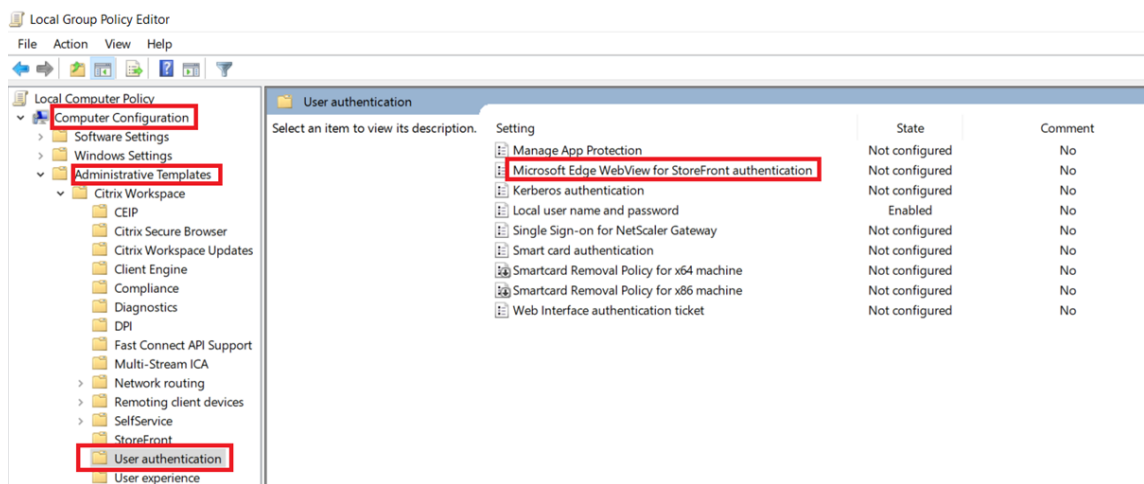 Local Group Policy Editor
File Action View Help
Local Computer Policy
Computer Configuration
Software Settings
Windows Settings
Administrative Templates
Citrix Workspace
CEIP
Citrix Secure Browser
Citrix Workspace Updates
Client Engine
Compliance
Diagnostics
DPI
Fast Connect API Support
Multi-Stream ICA
Network routing
Remoting client devices
SelfService
StoreFront
User authentication
User experience
User authentication
Select an item to view its description.
Setting State Comment
Manage App Protection Not configured No
Microsoft Edge WebView for StoreFront authentication Not configured No
Kerberos authentication Not configured No
Local user name and password Enabled No
Single Sign-on for NetScaler Gateway Not configured No
Smart card authentication Not configured No
Smartcard Removal Policy for x64 machine Not configured No
Smartcard Removal Policy for x86 machine Not configured No
Web Interface authentication ticket Not configured No